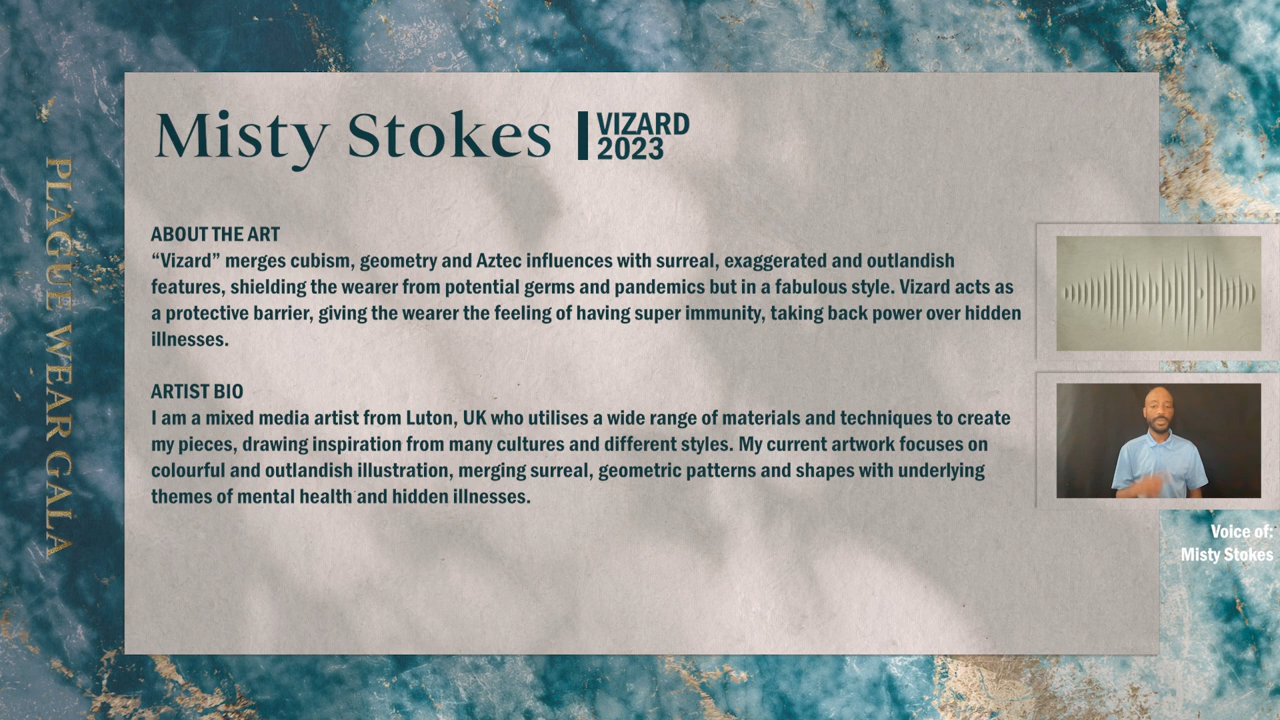 PLAGUE WEAR GALA
Misty Stokes
VIZARD
2023
ABOUT THE ART
“Vizard” merges cubism, geometry and Aztec influences with surreal, exaggerated and outlandish
features, shielding the wearer from potential germs and pandemics but in a fabulous style. Vizard acts as
a protective barrier, giving the wearer the feeling of having super immunity, taking back power over hidden
illnesses.
ARTIST BIO
I am a mixed media artist from Luton, UK who utilises a wide range of materials and techniques to create
my pieces, drawing inspiration from many cultures and different styles. My current artwork focuses on
colourful and outlandish illustration, merging surreal, geometric patterns and shapes with underlying
themes of mental health and hidden illnesses.
Voice of:
Misty Stokes